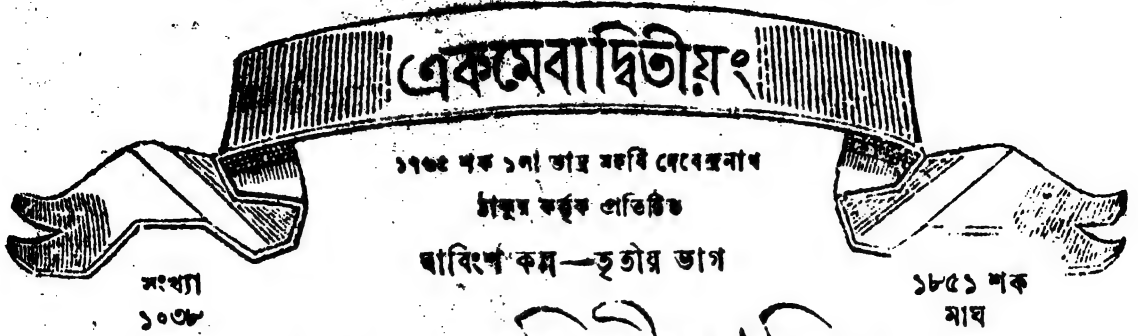 একমেবাদ্বিতীয়ং
১৭৬৫ শক ১লা ভাদ্র মহর্ষি দেবেন্দ্রনাথ
ঠাকুর কর্ত্তৃক প্রতিষ্ঠিত
দ্বাবিংশ কল্প—তৃতীয় ভাগ
সংখ্যা
১০৩৮
১৮৫১ শক
মাঘ